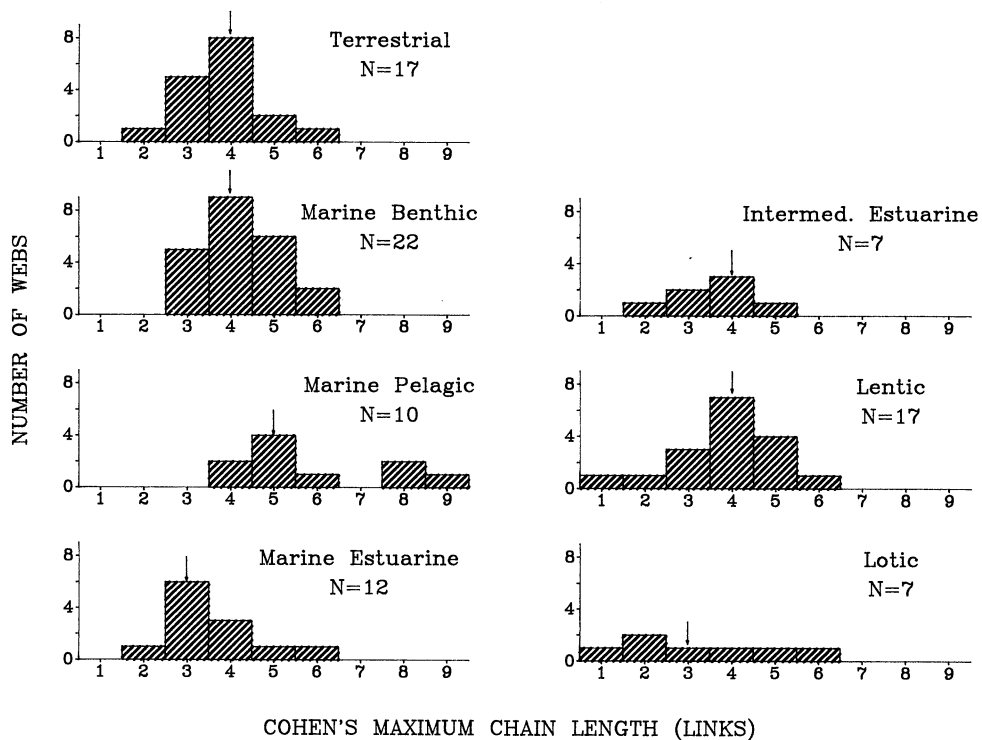 Terrestrial
N=17
8
4
0
1 2 3 4 5 6 7 8 9
Marine Benthic
N=22
8
4
0
1 2 3 4 5 6 7 8 9
Marine Pelagic
N=10
8
4
0
1 2 3 4 5 6 7 8 9
Marine Estuarine
N=12
8
4
0
1 2 3 4 5 6 7 8 9
Intermed. Estuarine
N=7
8
4
0
1 2 3 4 5 6 7 8 9
Lentic
N=17
8
4
0
1 2 3 4 5 6 7 8 9
Lotic
N=7
8
4
0
1 2 3 4 5 6 7 8 9
NUMBER OF WEBS
COHEN'S MAXIMUM CHAIN LENGTH (LINKS)